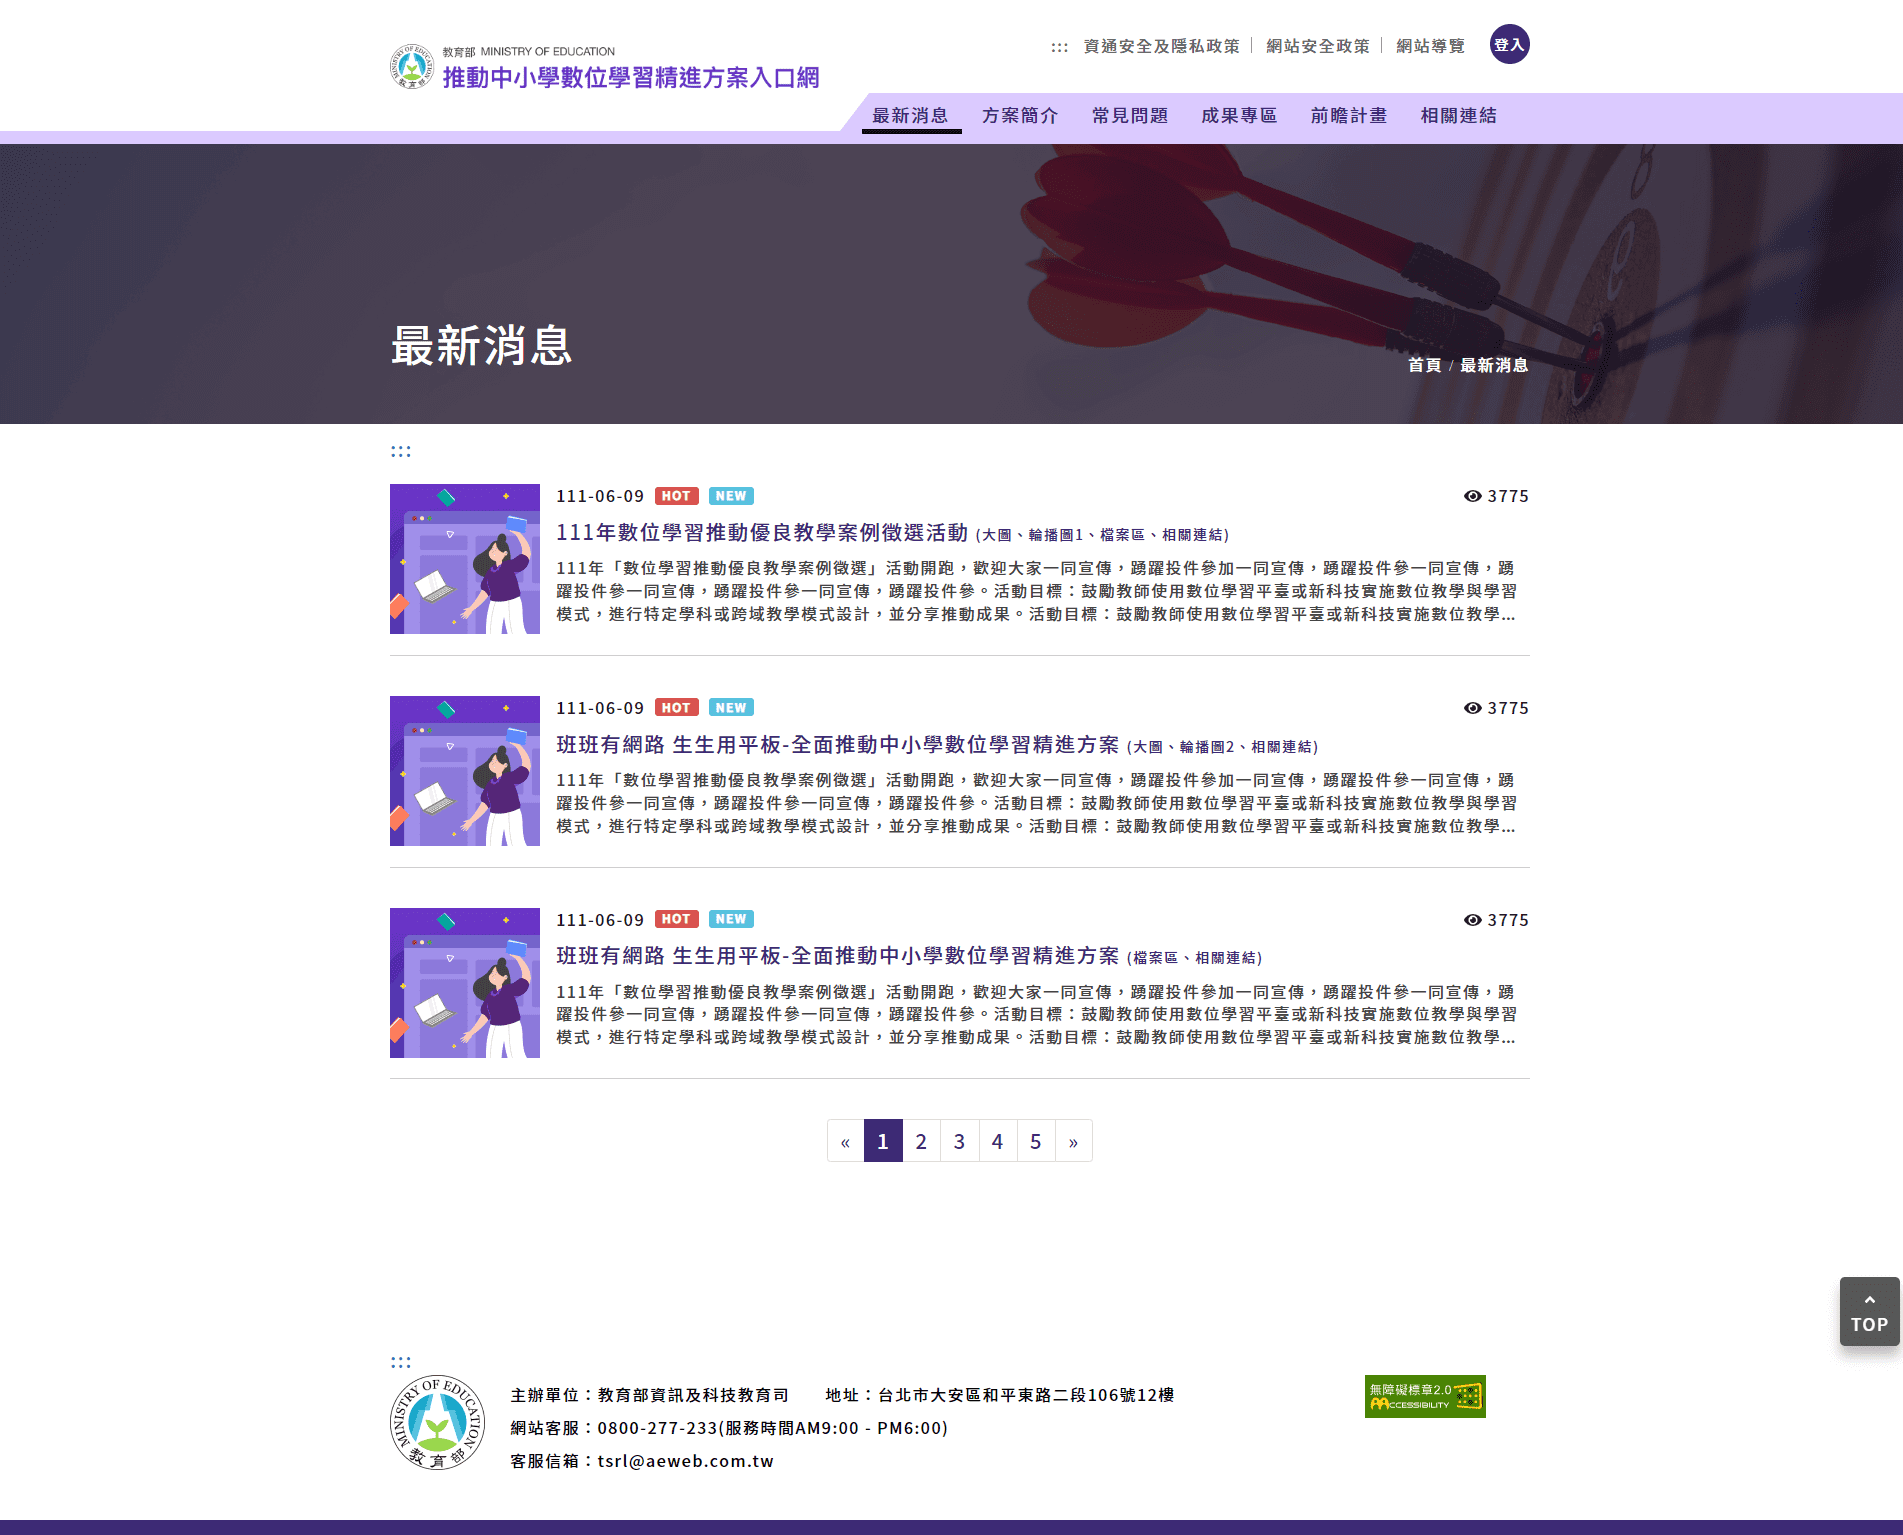 教育部 MINISTRY OF EDUCATION
推動中小學數位學習精進方案入口網
::: 資通安全及隱私政策 網站安全政策 網站導覽 登入
最新消息 方案簡介 常見問題 成果專區 前瞻計畫 相關連結
最新消息
首頁 / 最新消息
:::
111-06-09 HOT NEW 3775
111年數位學習推動優良教學案例徵選活動 (大圖、輪播圖1、檔案區、相關連結)
111年「數位學習推動優良教學案例徵選」活動開跑，歡迎大家一同宣傳，踴躍投件參加一同宣傳，踴躍投件參一同宣傳，踴
躍投件參一同宣傳，踴躍投件參一同宣傳，踴躍投件參。活動目標：鼓勵教師使用數位學習平臺或新科技實施數位教學與學習
模式，進行特定學科或跨域教學模式設計，並分享推動成果。活動目標：鼓勵教師使用數位學習平臺或新科技實施數位教學...
111-06-09 HOT NEW 3775
班班有網路 生生用平板-全面推動中小學數位學習精進方案 (大圖、輪播圖2、相關連結)
111年「數位學習推動優良教學案例徵選」活動開跑，歡迎大家一同宣傳，踴躍投件參加一同宣傳，踴躍投件參一同宣傳，踴
躍投件參一同宣傳，踴躍投件參一同宣傳，踴躍投件參。活動目標：鼓勵教師使用數位學習平臺或新科技實施數位教學與學習
模式，進行特定學科或跨域教學模式設計，並分享推動成果。活動目標：鼓勵教師使用數位學習平臺或新科技實施數位教學...
111-06-09 HOT NEW 3775
班班有網路 生生用平板-全面推動中小學數位學習精進方案 (檔案區、相關連結)
111年「數位學習推動優良教學案例徵選」活動開跑，歡迎大家一同宣傳，踴躍投件參加一同宣傳，踴躍投件參一同宣傳，踴
躍投件參一同宣傳，踴躍投件參一同宣傳，踴躍投件參。活動目標：鼓勵教師使用數位學習平臺或新科技實施數位教學與學習
模式，進行特定學科或跨域教學模式設計，並分享推動成果。活動目標：鼓勵教師使用數位學習平臺或新科技實施數位教學...
« 1 2 3 4 5 »
TOP
:::
MINISTRY OF EDUCATION
教育部
主辦單位：教育部資訊及科技教育司 地址：台北市大安區和平東路二段106號12樓
網站客服：0800-277-233(服務時間AM9:00 - PM6:00)
客服信箱：tsrl@aeweb.com.tw
無障礙標章2.0
CCESSIBILITY